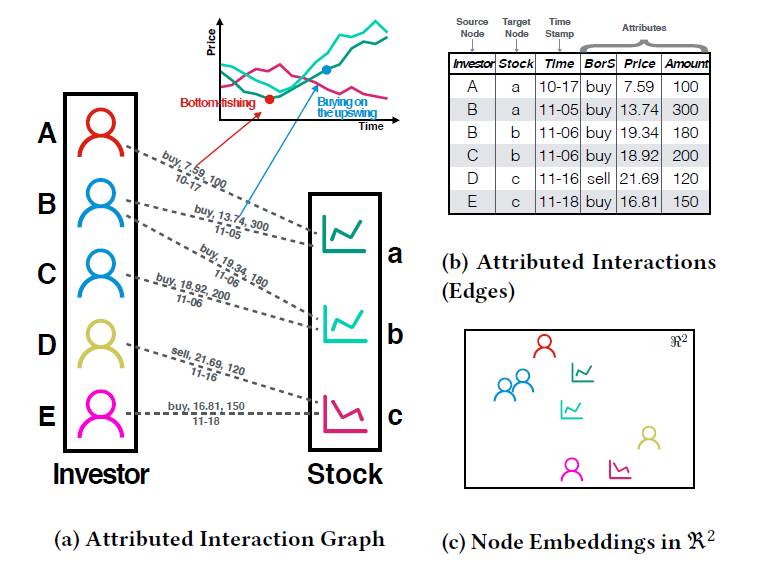 Price
Bottom-fishing
Buying on
the upswing
Time
A
B
C
D
E
buy, 7.59, 100
10-17
buy, 13.74, 300
11-05
buy, 19.34, 180
11-06
buy, 18.92, 200
11-06
sell, 21.69, 120
11-16
buy, 16.81, 150
11-18
a
b
c
Investor
Stock
(a) Attributed Interaction Graph
Source Node
Target Node
Time Stamp
Attributes
Investor Stock Time BorS Price Amount
A a 10-17 buy 7.59 100
B a 11-05 buy 13.74 300
B b 11-06 buy 19.34 180
C b 11-06 buy 18.92 200
D c 11-16 sell 21.69 120
E c 11-18 buy 16.81 150
(b) Attributed Interactions
(Edges)
ℜ²
(c) Node Embeddings in ℜ²